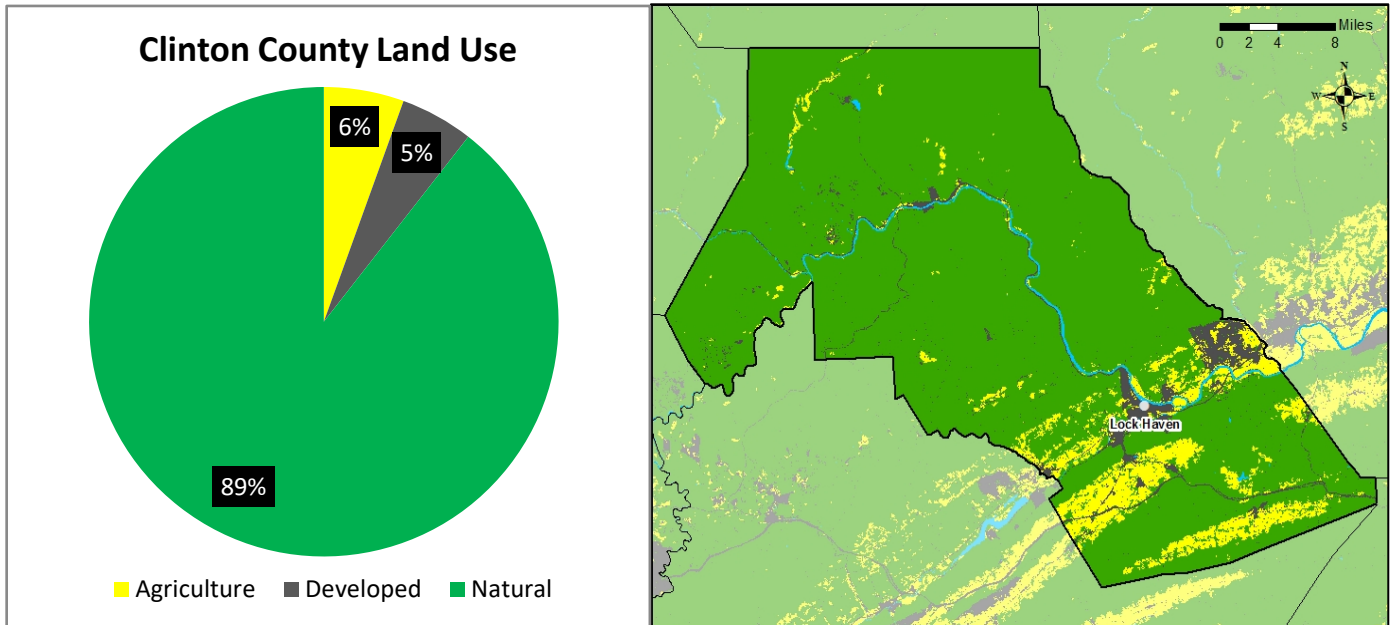 Clinton County Land Use
6%
5%
89%
Agriculture Developed Natural
Miles
0 2 4 8
N
W E
S
Lock Haven